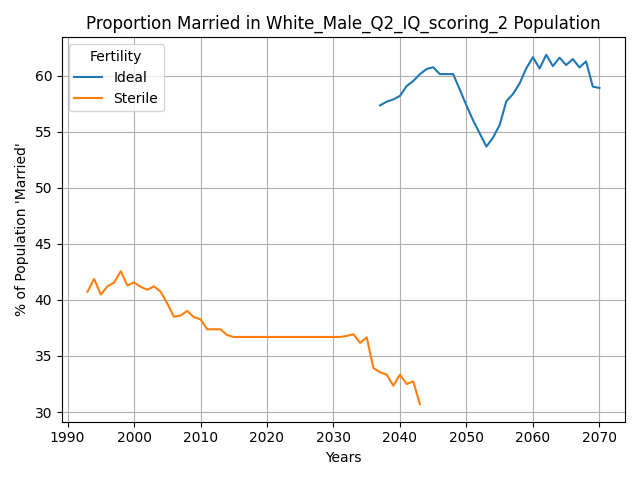 Proportion Married in White_Male_Q2_IQ_scoring_2 Population
Fertility
Ideal
Sterile
% of Population 'Married'
60
55
50
45
40
35
30
1990 2000 2010 2020 2030 2040 2050 2060 2070
Years